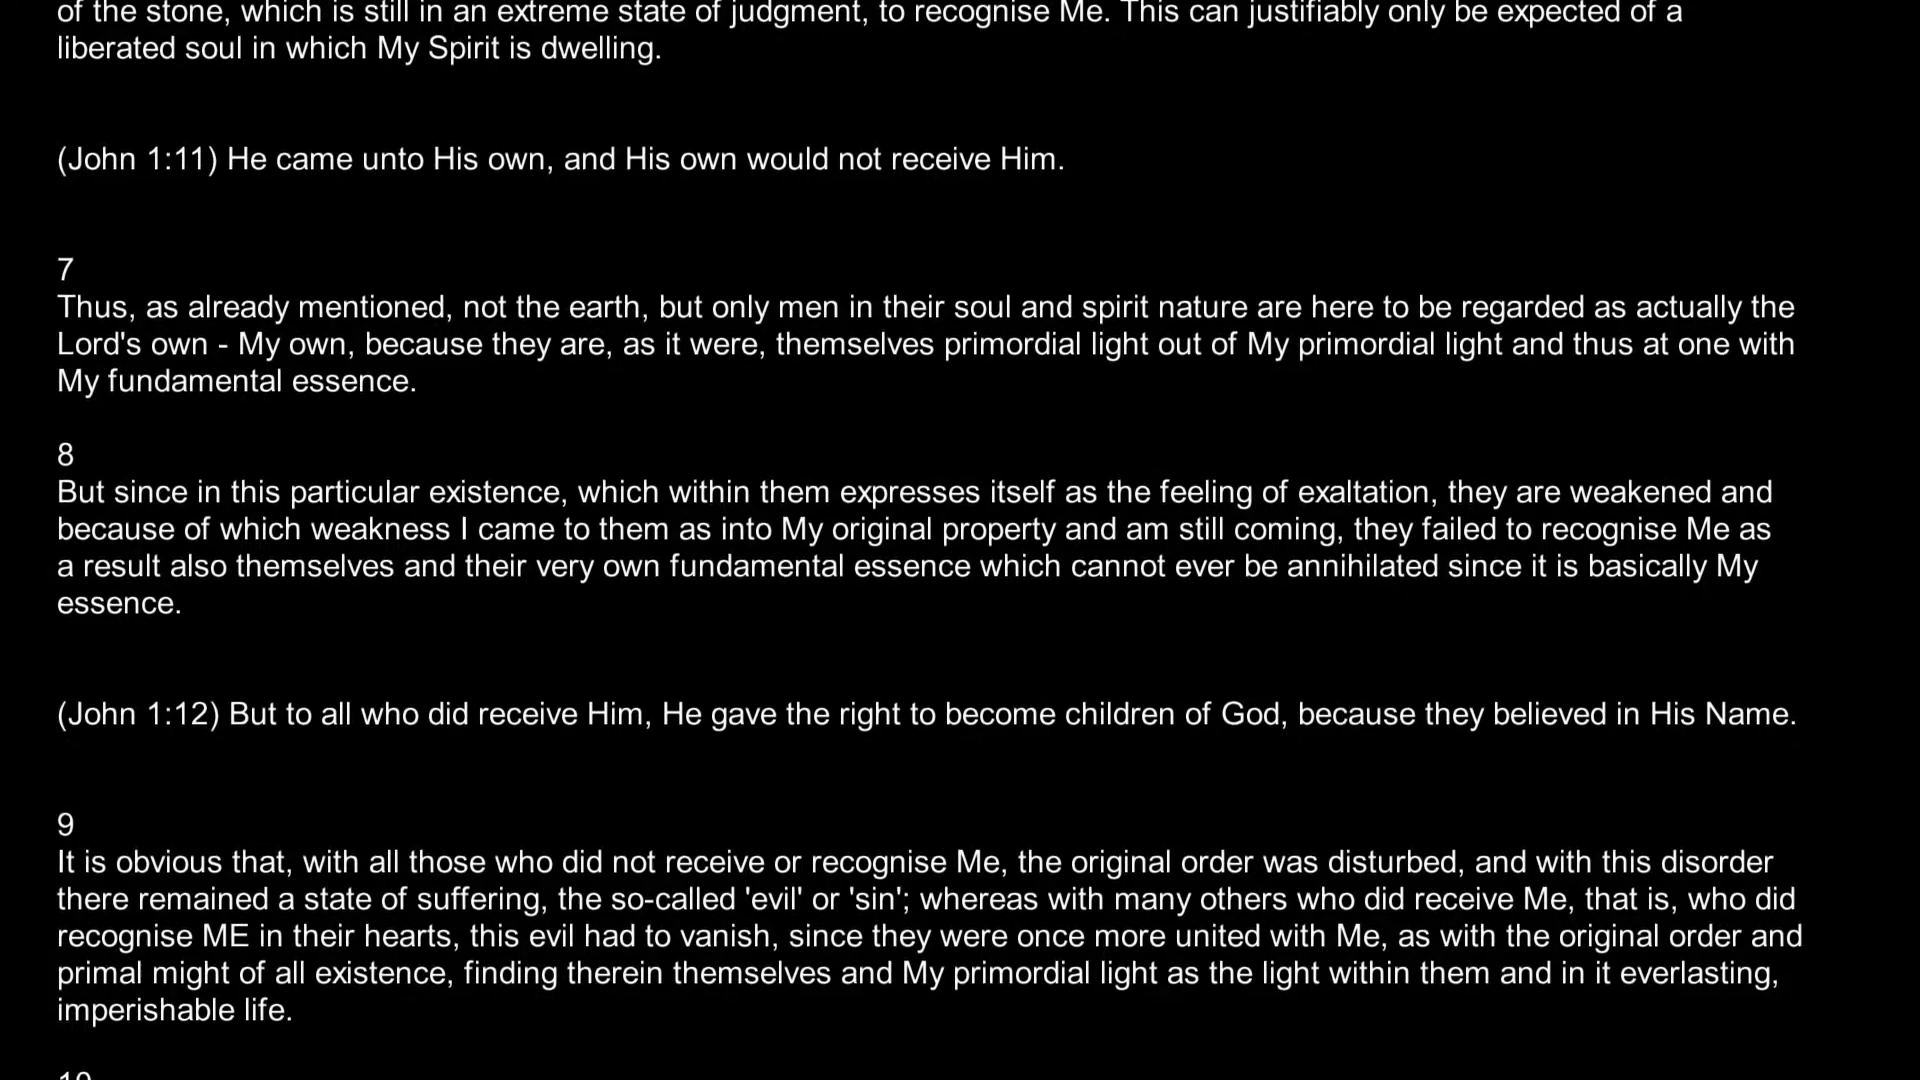 of the stone, which is still in an extreme state of judgment, to recognise Me. This can justifiably only be expected of a
liberated soul in which My Spirit is dwelling.
(John 1:11) He came unto His own, and His own would not receive Him.
7
Thus, as already mentioned, not the earth, but only men in their soul and spirit nature are here to be regarded as actually the
Lord's own - My own, because they are, as it were, themselves primordial light out of My primordial light and thus at one with
My fundamental essence.
8
But since in this particular existence, which within them expresses itself as the feeling of exaltation, they are weakened and
because of which weakness I came to them as into My original property and am still coming, they failed to recognise Me as
a result also themselves and their very own fundamental essence which cannot ever be annihilated since it is basically My
essence.
(John 1:12) But to all who did receive Him, He gave the right to become children of God, because they believed in His Name.
9
It is obvious that, with all those who did not receive or recognise Me, the original order was disturbed, and with this disorder
there remained a state of suffering, the so-called 'evil' or 'sin'; whereas with many others who did receive Me, that is, who did
recognise ME in their hearts, this evil had to vanish, since they were once more united with Me, as with the original order and
primal might of all existence, finding therein themselves and My primordial light as the light within them and in it everlasting,
imperishable life.
10